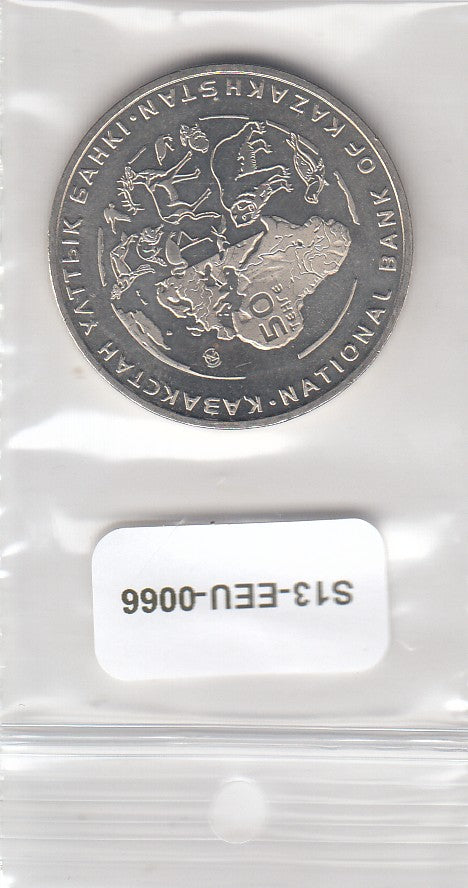 S13-EEU-0066
ҚАЗАҚСТАН ҰЛТТЫҚ БАНКІ · NATIONAL BANK OF KAZAKHSTAN ·
50
ТЕҢГЕ